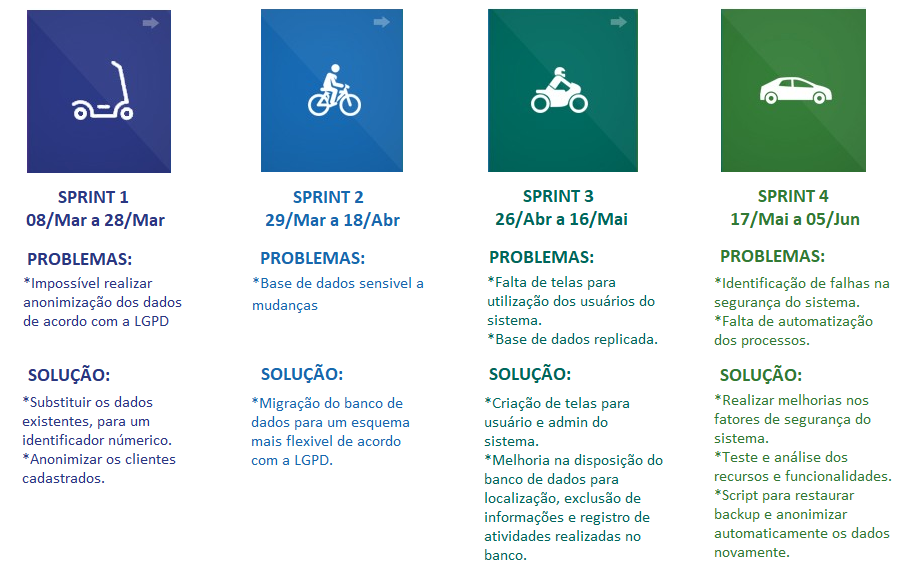 SPRINT 1
08/Mar a 28/Mar
PROBLEMAS:
*Impossível realizar
anonimização dos dados
de acordo com a LGPD
SOLUÇÃO:
*Substituir os dados
existentes, para um
identificador númerico.
*Anonimizar os clientes
cadastrados.
SPRINT 2
29/Mar a 18/Abr
PROBLEMAS:
*Base de dados sensivel a
mudanças
SOLUÇÃO:
*Migração do banco de
dados para um esquema
mais flexivel de acordo
com a LGPD.
SPRINT 3
26/Abr a 16/Mai
PROBLEMAS:
*Falta de telas para
utilização dos usuários do
sistema.
*Base de dados replicada.
SOLUÇÃO:
*Criação de telas para
usuário e admin do
sistema.
*Melhoria na disposição do
banco de dados para
localização, exclusão de
informações e registro de
atividades realizadas no
banco.
SPRINT 4
17/Mai a 05/Jun
PROBLEMAS:
*Identificação de falhas na
segurança do sistema.
*Falta de automatização
dos processos.
SOLUÇÃO:
*Realizar melhorias nos
fatores de segurança do
sistema.
*Teste e análise dos
recursos e funcionalidades.
*Script para restaurar
backup e anonimizar
automaticamente os dados
novamente.